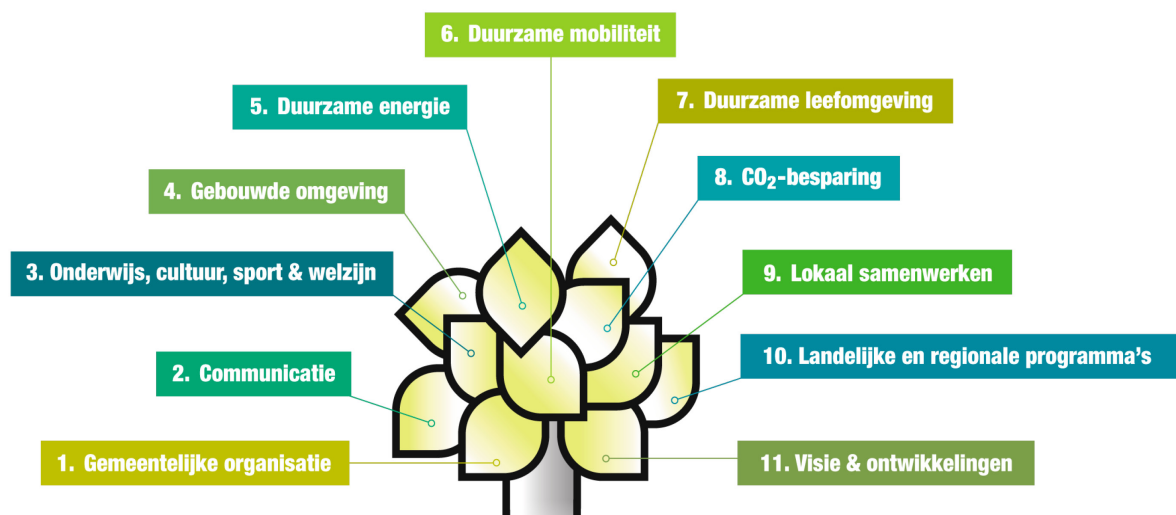 6. Duurzame mobiliteit
5. Duurzame energie
7. Duurzame leefomgeving
4. Gebouwde omgeving
8. CO₂-besparing
3. Onderwijs, cultuur, sport & welzijn
9. Lokaal samenwerken
2. Communicatie
10. Landelijke en regionale programma's
1. Gemeentelijke organisatie
11. Visie & ontwikkelingen